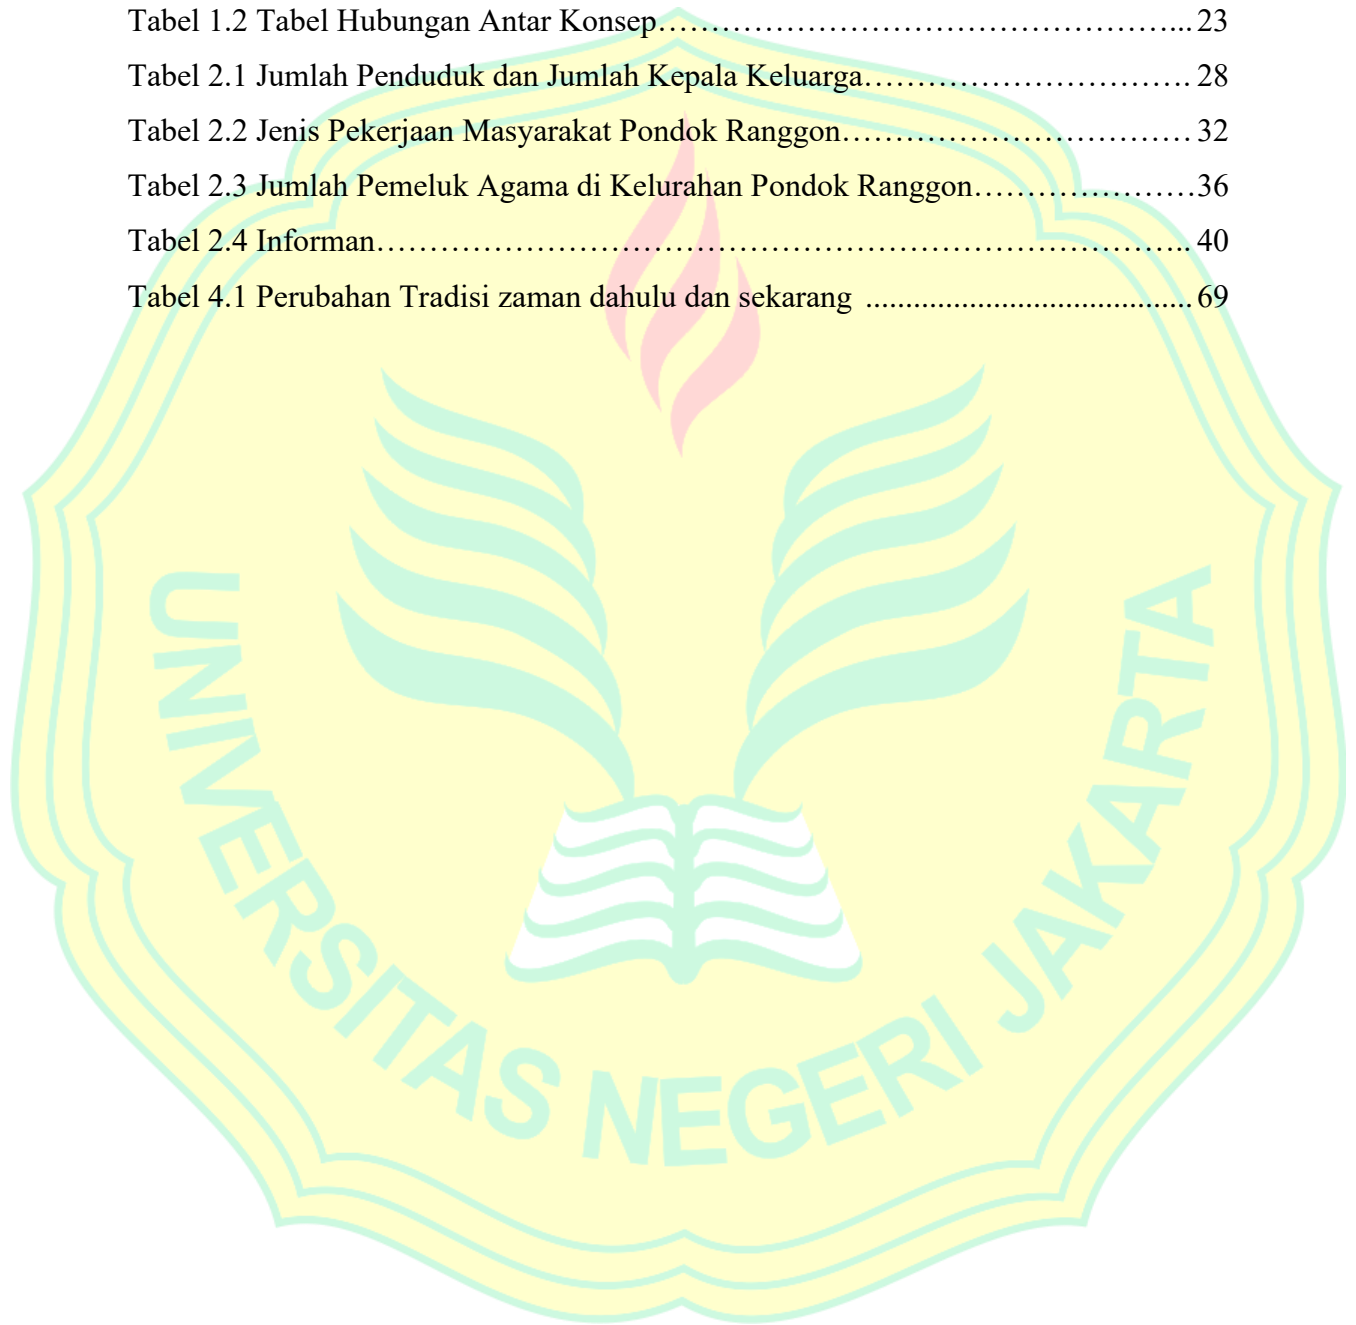 Tabel 1.2 Tabel Hubungan Antar Konsep…………………………………………... 23
Tabel 2.1 Jumlah Penduduk dan Jumlah Kepala Keluarga………………………… 28
Tabel 2.2 Jenis Pekerjaan Masyarakat Pondok Ranggon…………………………… 32
Tabel 2.3 Jumlah Pemeluk Agama di Kelurahan Pondok Ranggon…………………36
Tabel 2.4 Informan………………………………………………………………….. 40
Tabel 4.1 Perubahan Tradisi zaman dahulu dan sekarang ..................................... 69
UNIVERSITAS NEGERI JAKARTA